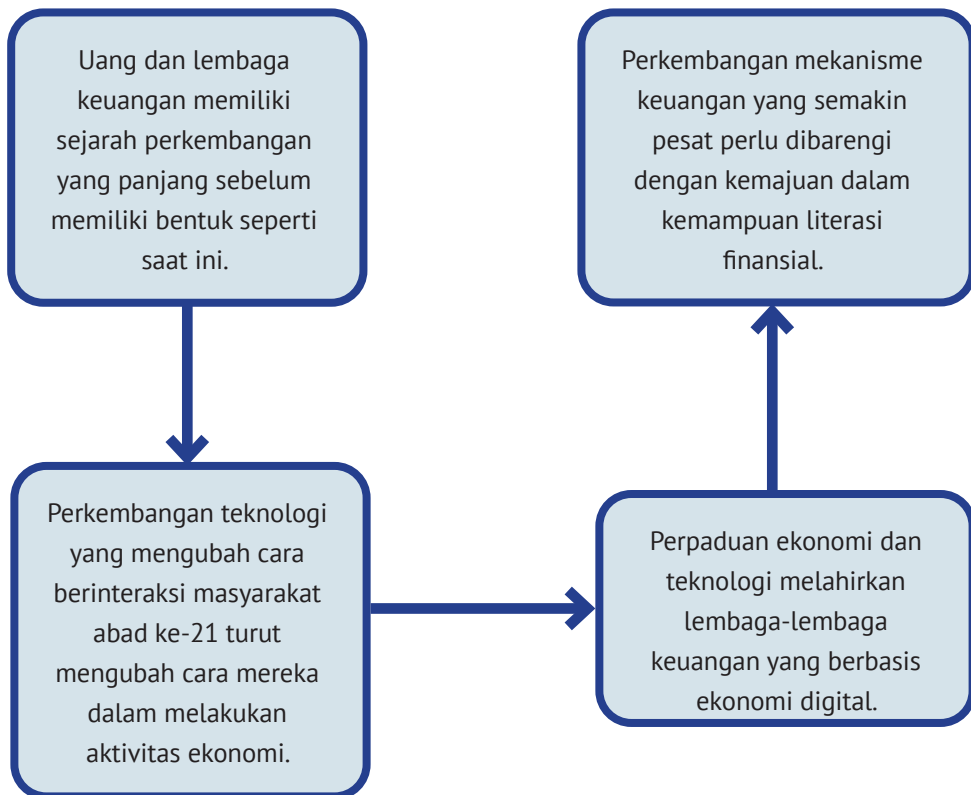 Uang dan lembaga
keuangan memiliki
sejarah perkembangan
yang panjang sebelum
memiliki bentuk seperti
saat ini.
Perkembangan teknologi
yang mengubah cara
berinteraksi masyarakat
abad ke-21 turut
mengubah cara mereka
dalam melakukan
aktivitas ekonomi.
Perpaduan ekonomi dan
teknologi melahirkan
lembaga-lembaga
keuangan yang berbasis
ekonomi digital.
Perkembangan mekanisme
keuangan yang semakin
pesat perlu dibarengi
dengan kemajuan dalam
kemampuan literasi
finansial.